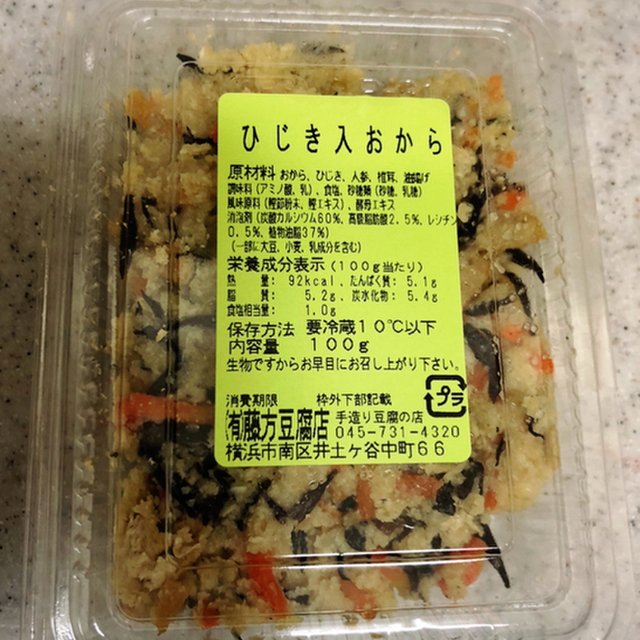 ひじき入おから
原材料 おから、ひじき、人参、椎茸、油揚げ
調味料(アミノ酸、乳)、食塩、砂糖類(砂糖、乳糖)
風味原料(鰹節粉末、鰹エキス)、酵母エキス
消泡剤(炭酸カルシウム60%、高級脂肪酸2.5%、レシチン
0.5%、植物油脂37%)
(一部に大豆、小麦、乳成分を含む)
栄養成分表示(100g当たり)
熱 量: 92kcal、たんぱく質: 5.1g
脂 質: 5.2g、炭水化物: 5.4g
食塩相当量: 1.0g
保存方法 要冷蔵10℃以下
内容量 100g
生物ですからお早目にお召し上がり下さい。
消費期限 枠外下部記載
プラ
(有)藤方豆腐店 手造り豆腐の店 045-731-4320
横浜市南区井土ヶ谷中町66